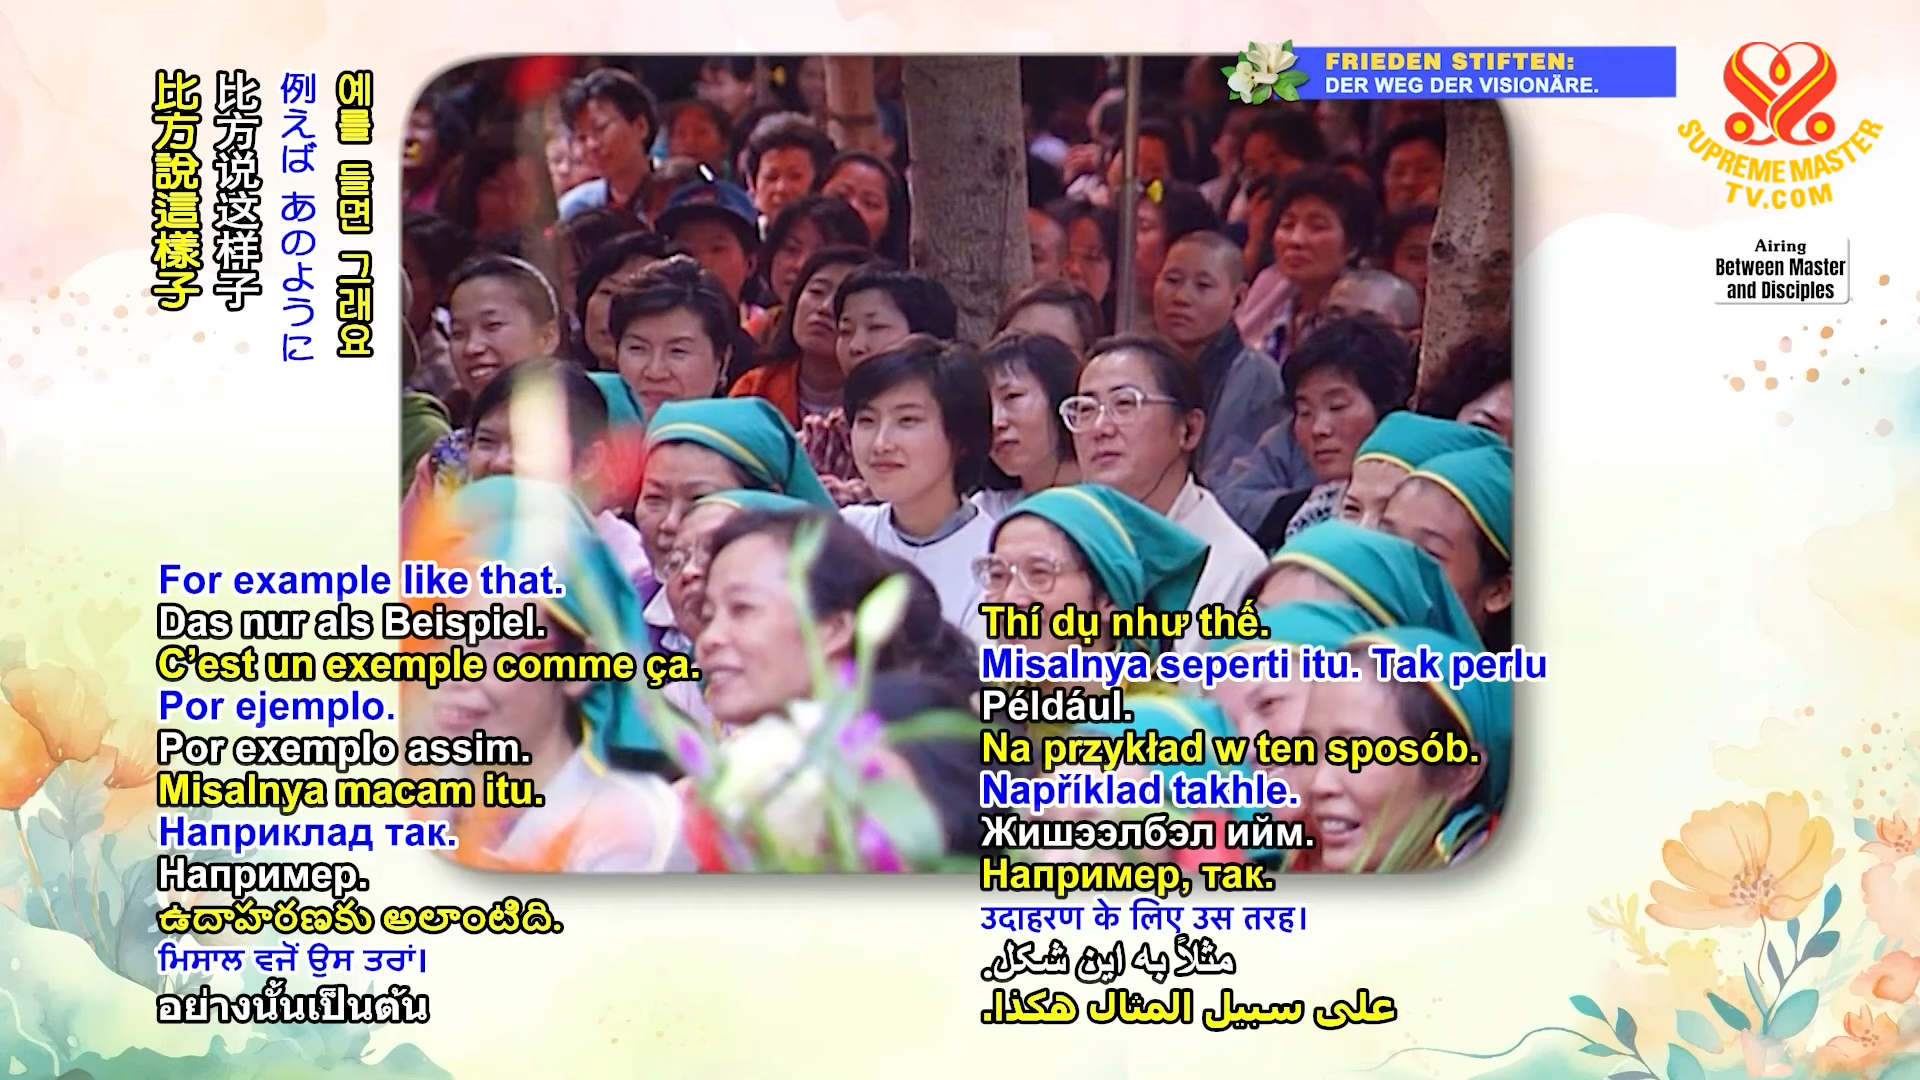 比方說這樣子
比方说这样子
例えば あのように
예를 들면 그래요
FRIEDEN STIFTEN:
DER WEG DER VISIONÄRE.
SUPREME MASTER
TV.COM
Airing
Between Master
and Disciples
For example like that.
Das nur als Beispiel.
C’est un exemple comme ça.
Por ejemplo.
Por exemplo assim.
Misalnya macam itu.
Наприклад так.
Например.
ఉదాహరణకు అలాంటిది.
ਮਿਸਾਲ ਵਜੋਂ ਉਸ ਤਰਾਂ।
อย่างนั้นเป็นต้น
Thí dụ như thế.
Misalnya seperti itu. Tak perlu
Például.
Na przykład w ten sposób.
Například takhle.
Жишээлбэл ийм.
Например, так.
उदाहरण के लिए उस तरह।
مثلاً به این شکل.
على سبيل المثال هكذا.